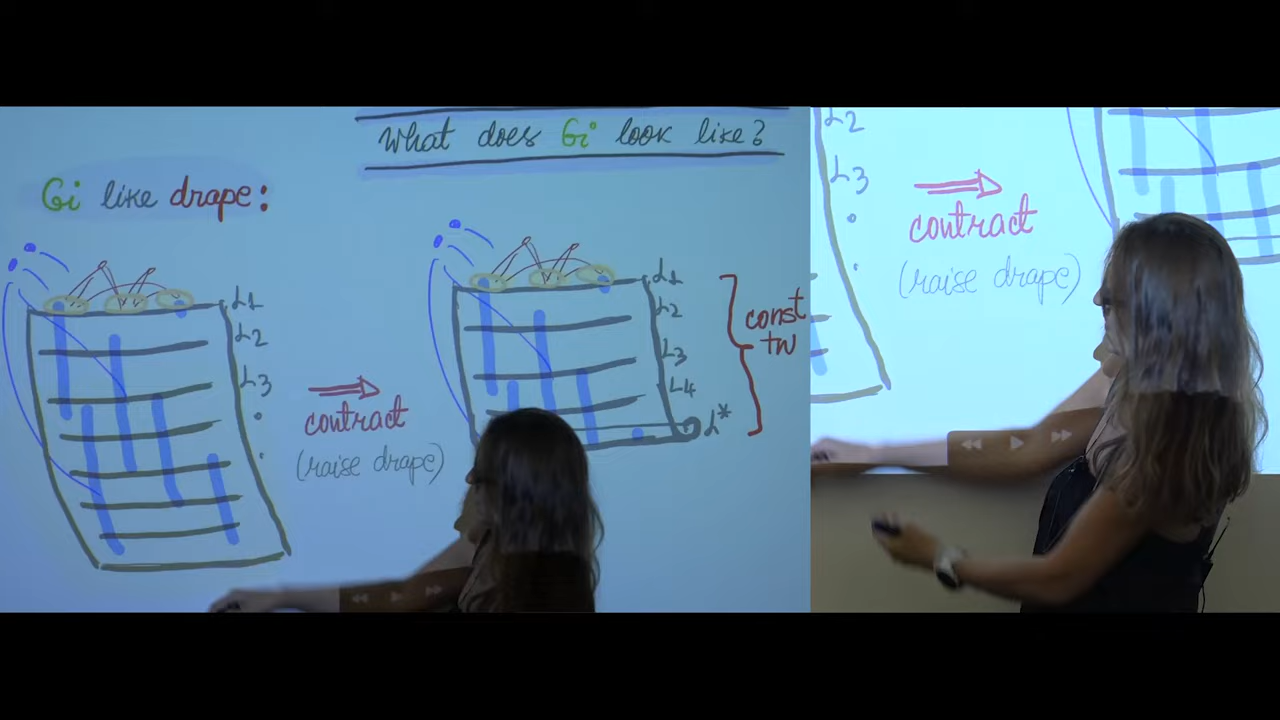 What does Gi look like?
Gi like drape:
L1
L2
L3
contract
(raise drape)
L1
L2
L3
L4
L*
const
tw
L2
L3
contract
(raise drape)